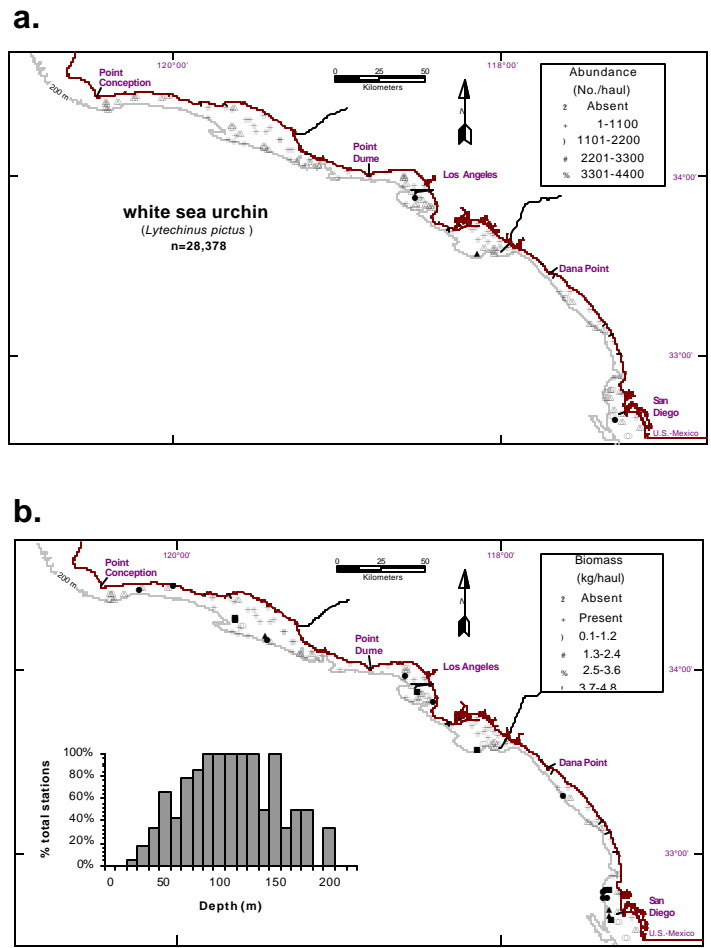 a.
120°00'
118°00'
Point
Conception
200 m
0 25 50
Kilometers
N
Abundance
(No./haul)
2 Absent
+ 1-1100
) 1101-2200
# 2201-3300
% 3301-4400
Point
Dume
Los Angeles
34°00'
white sea urchin
(Lytechinus pictus )
n=28,378
Dana Point
33°00'
San
Diego
U.S.-Mexico
b.
120°00'
118°00'
Point
Conception
200 m
0 25 50
Kilometers
N
Biomass
(kg/haul)
2 Absent
+ Present
) 0.1-1.2
# 1.3-2.4
% 2.5-3.6
! 3.7-4.8
Point
Dume
Los Angeles
34°00'
Dana Point
100%
80%
60%
40%
20%
0%
% total stations
0 50 100 150 200
Depth (m)
33°00'
San
Diego
U.S.-Mexico